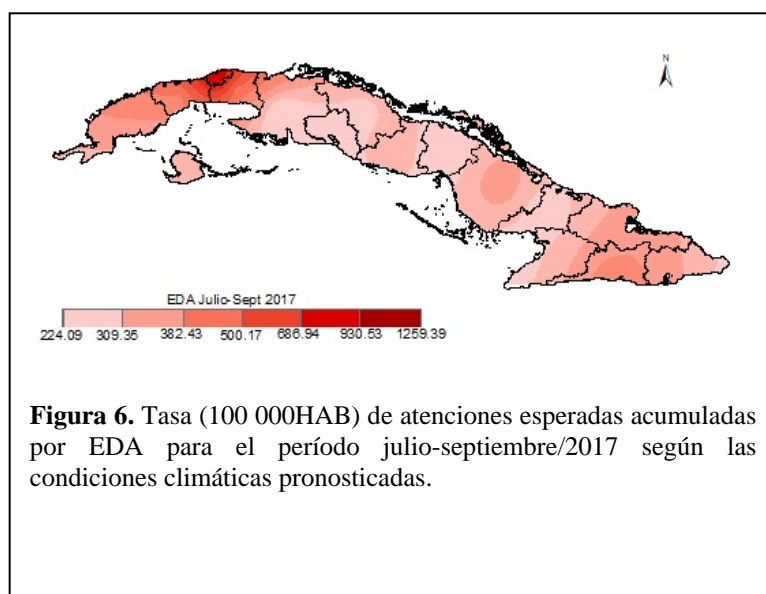 N
EDA Julio-Sept 2017
224.09 309.35 382.43 500.17 686.94 930.53 1259.39
Figura 6. Tasa (100 000HAB) de atenciones esperadas acumuladas
por EDA para el período julio-septiembre/2017 según las
condiciones climáticas pronosticadas.